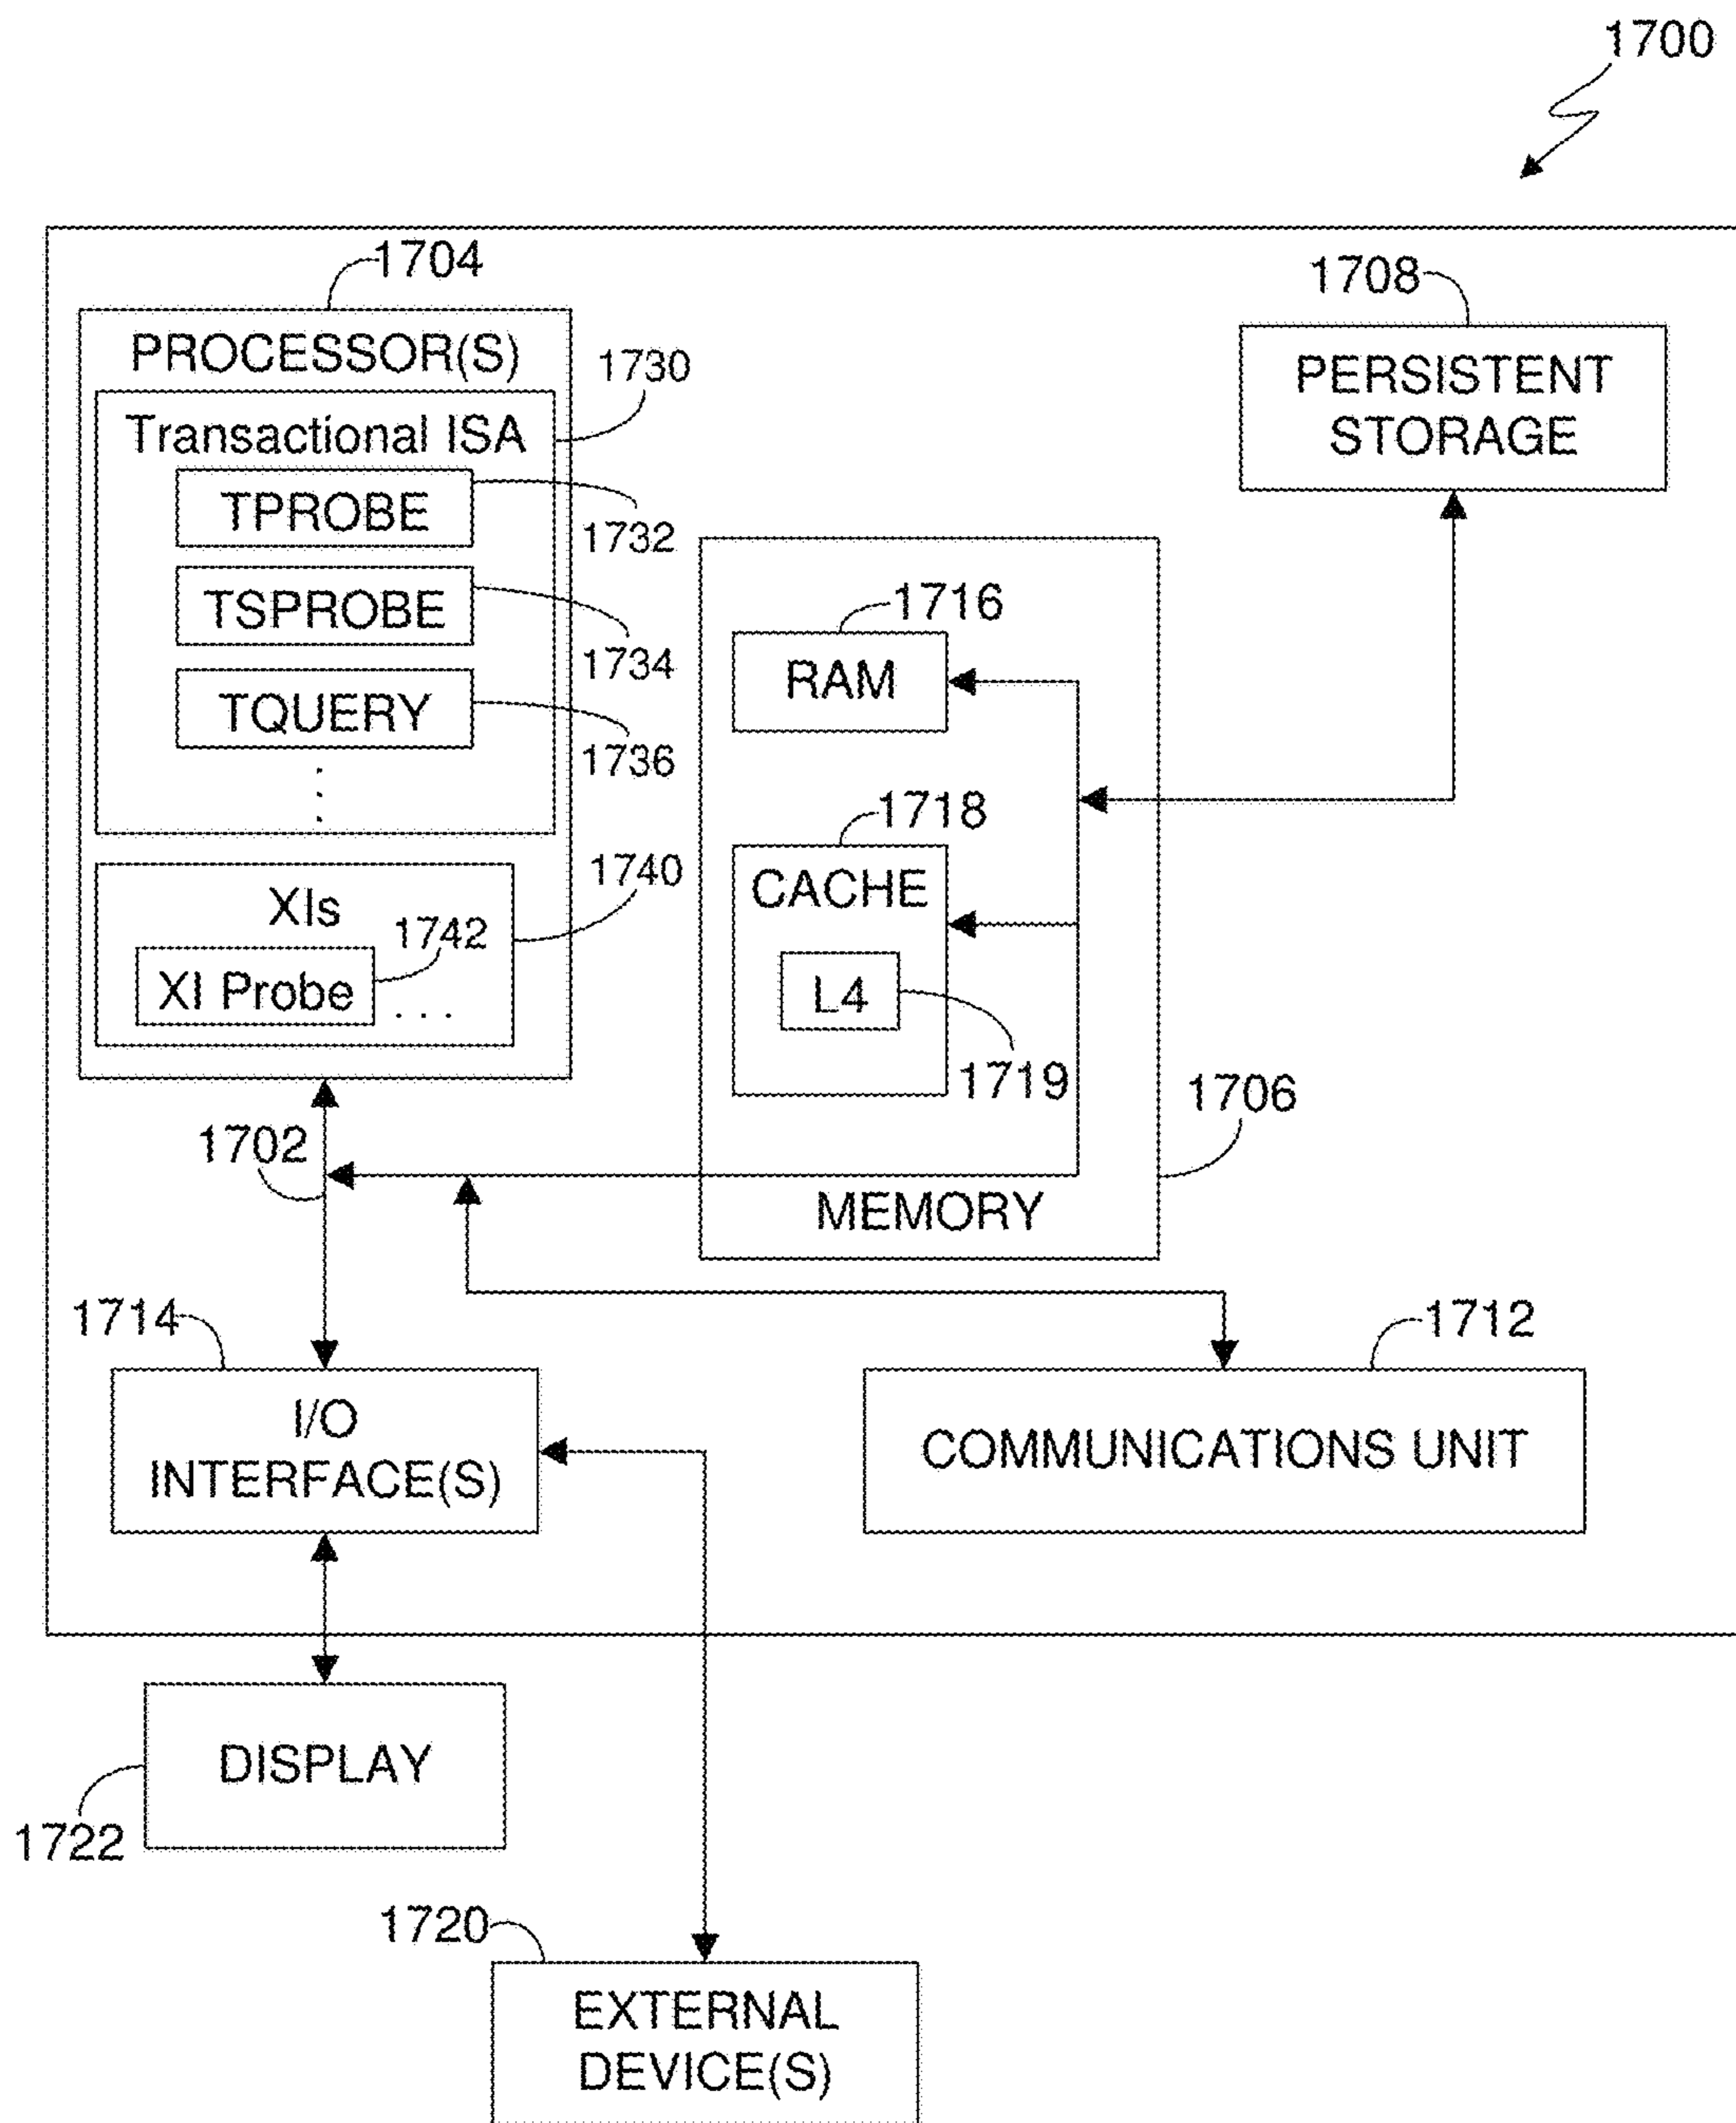 1700
1704
PROCESSOR(S)
1730
Transactional ISA
TPROBE
1732
TSPROBE
1734
TQUERY
1736
1740
XIs
1742
XI Probe
. . .
1708
PERSISTENT
STORAGE
1716
RAM
1718
CACHE
L4
1719
1706
MEMORY
1702
1714
I/O
INTERFACE(S)
1712
COMMUNICATIONS UNIT
DISPLAY
1722
1720
EXTERNAL
DEVICE(S)